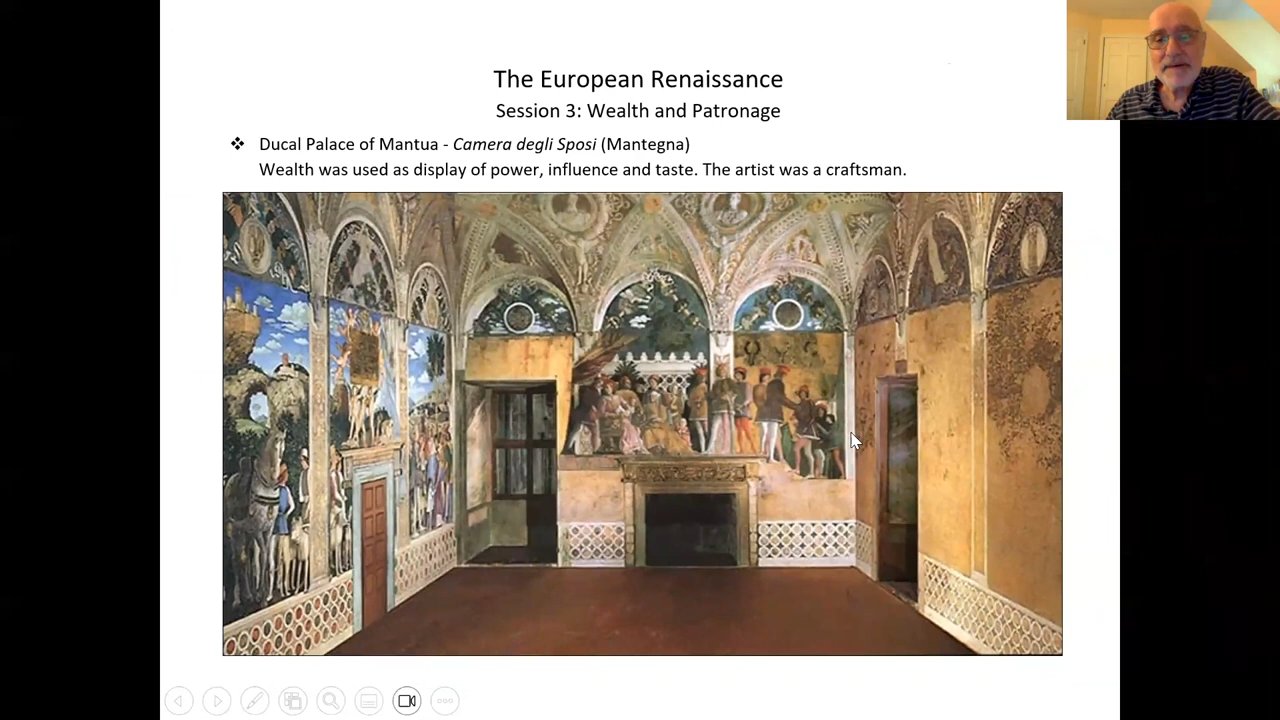 The European Renaissance
Session 3: Wealth and Patronage
❖ Ducal Palace of Mantua - Camera degli Sposi (Mantegna)
Wealth was used as display of power, influence and taste. The artist was a craftsman.